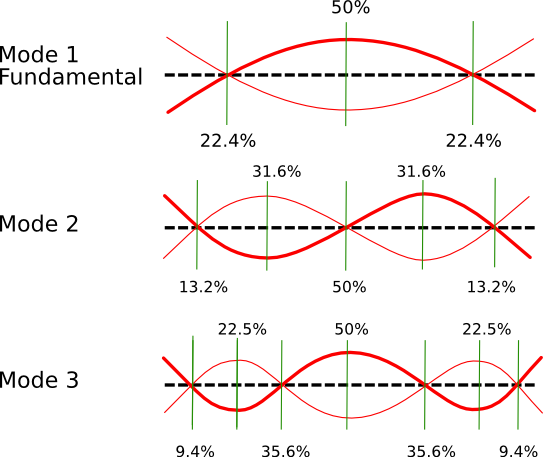 50%
Mode 1
Fundamental
22.4% 22.4%
31.6% 31.6%
Mode 2
13.2% 50% 13.2%
22.5% 50% 22.5%
Mode 3
9.4% 35.6% 35.6% 9.4%